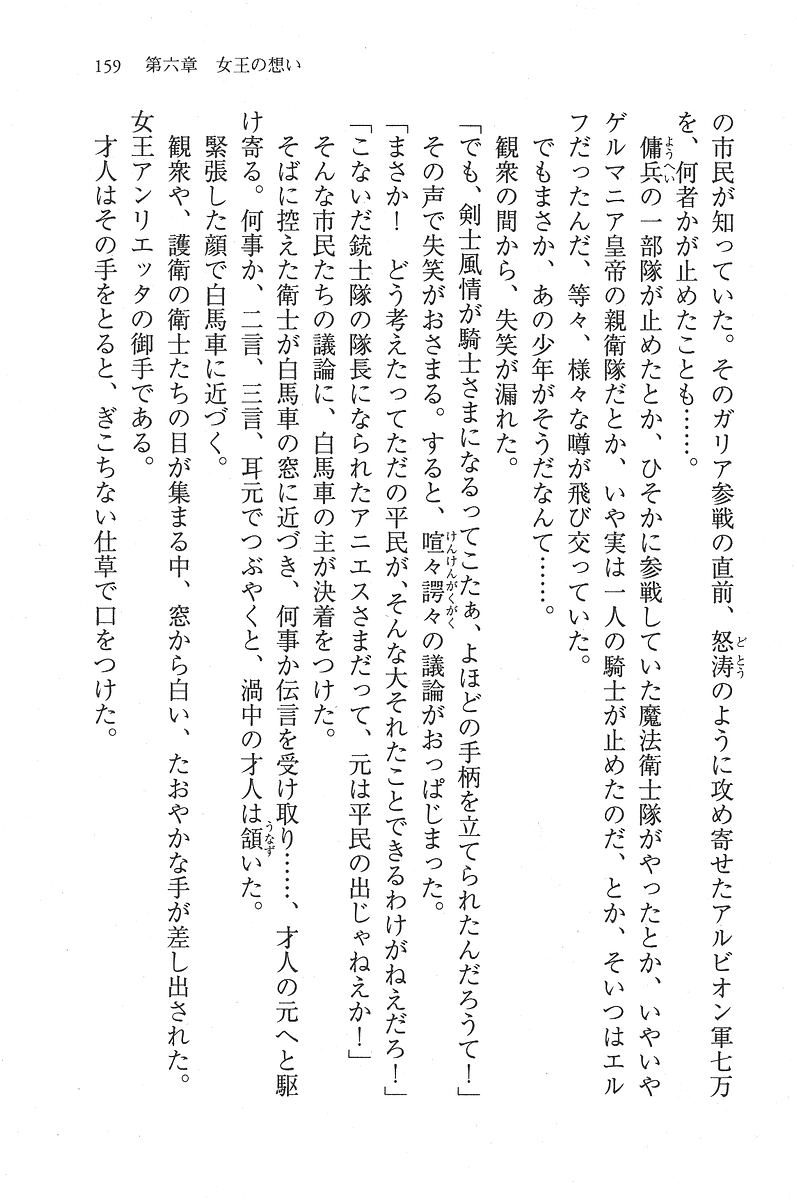 159　第六章　女王の想い
の市民が知っていた。そのガリア参戦の直前、怒涛のように攻め寄せたアルビオン軍七万
を、何者かが止めたことも……。
　傭兵の一部隊が止めたとか、ひそかに参戦していた魔法衛士隊がやったとか、いやいや
ゲルマニア皇帝の親衛隊だとか、いや実は一人の騎士が止めたのだ、とか、そいつはエル
フだったんだ、等々、様々な噂が飛び交っていた。
　でもまさか、あの少年がそうだなんて……。
　観衆の間から、失笑が漏れた。
「でも、剣士風情が騎士さまになるってこたぁ、よほどの手柄を立てられたんだろうて！」
　その声で失笑がおさまる。すると、喧々諤々の議論がおっぱじまった。
「まさか！　どう考えたってただの平民が、そんな大それたことできるわけがねえだろ！」
「こないだ銃士隊の隊長になられたアニエスさまだって、元は平民の出じゃねえか！」
　そんな市民たちの議論に、白馬車の主が決着をつけた。
　そばに控えた衛士が白馬車の窓に近づき、何事か伝言を受け取り……、才人の元へと駆
け寄る。何事か、二言、三言、耳元でつぶやくと、渦中の才人は頷いた。
　緊張した顔で白馬車に近づく。
　観衆や、護衛の衛士たちの目が集まる中、窓から白い、たおやかな手が差し出された。
女王アンリエッタの御手である。
　才人はその手をとると、ぎこちない仕草で口をつけた。